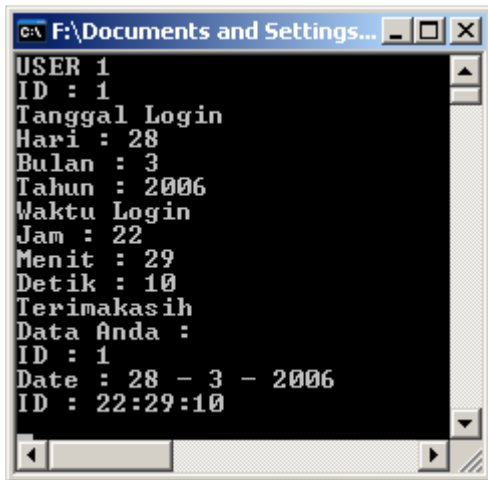 F:\Documents and Settings...
USER 1
ID : 1
Tanggal Login
Hari : 28
Bulan : 3
Tahun : 2006
Waktu Login
Jam : 22
Menit : 29
Detik : 10
Terimakasih
Data Anda :
ID : 1
Date : 28 - 3 - 2006
ID : 22:29:10